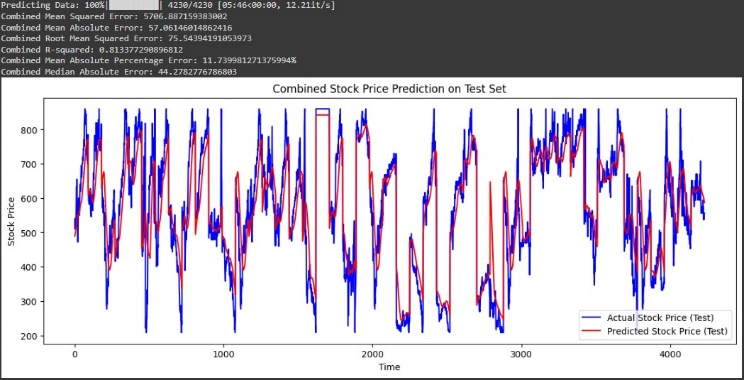 Predicting Data: 100%|██████████| 4230/4230 [05:46<00:00, 12.21it/s]
Combined Mean Squared Error: 5706.887159383002
Combined Mean Absolute Error: 57.06146014862416
Combined Root Mean Squared Error: 75.54394191053973
Combined R-squared: 0.813377290896812
Combined Mean Absolute Percentage Error: 11.73998127137599​4%
Combined Median Absolute Error: 44.2782776786803
Combined Stock Price Prediction on Test Set
Stock Price
800
700
600
500
400
300
200
Actual Stock Price (Test)
Predicted Stock Price (Test)
0 1000 2000 3000 4000
Time